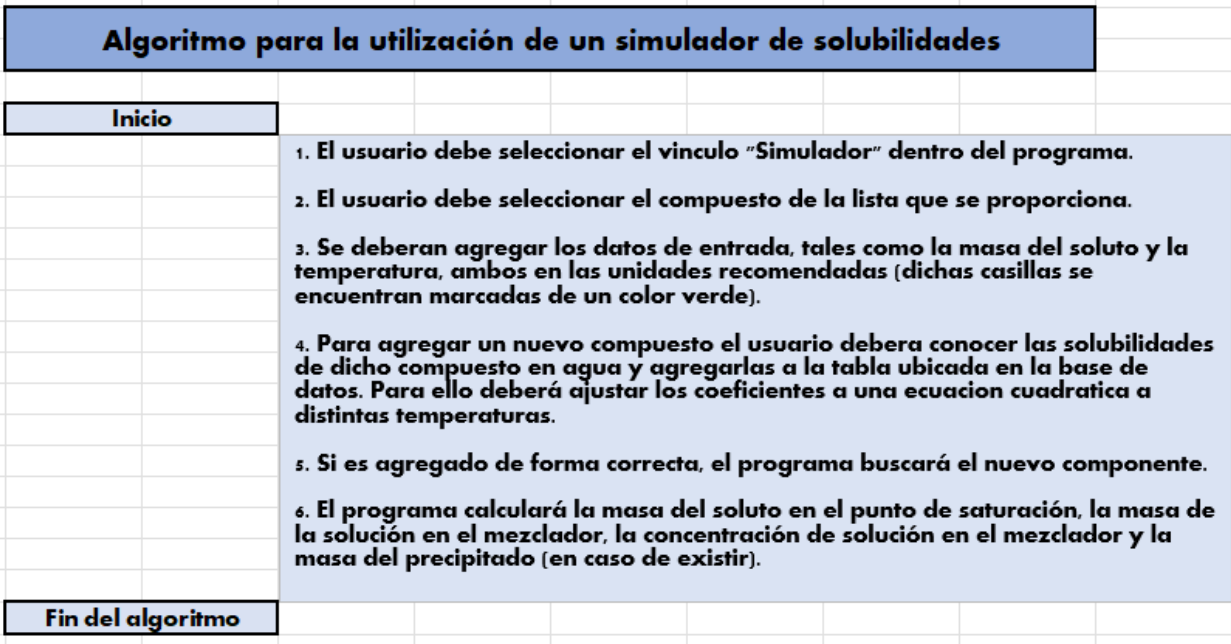 Algoritmo para la utilización de un simulador de solubilidades
Inicio
1. El usuario debe seleccionar el vinculo "Simulador" dentro del programa.
2. El usuario debe seleccionar el compuesto de la lista que se proporciona.
3. Se deberan agregar los datos de entrada, tales como la masa del soluto y la
temperatura, ambos en las unidades recomendadas (dichas casillas se
encuentran marcadas de un color verde).
4. Para agregar un nuevo compuesto el usuario debera conocer las solubilidades
de dicho compuesto en agua y agregarlas a la tabla ubicada en la base de
datos. Para ello deberá ajustar los coeficientes a una ecuacion cuadratica a
distintas temperaturas.
5. Si es agregado de forma correcta, el programa buscará el nuevo componente.
6. El programa calculará la masa del soluto en el punto de saturación, la masa de
la solución en el mezclador, la concentración de solución en el mezclador y la
masa del precipitado (en caso de existir).
Fin del algoritmo